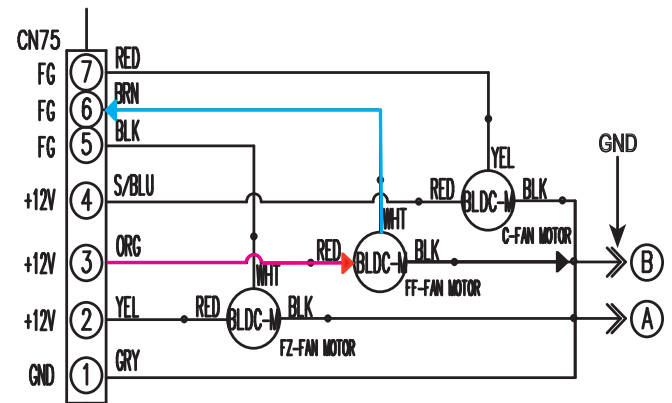 CN75
FG 7 RED
FG 6 BRN
FG 5 BLK
YEL
GND
+12V 4 S/BLU
RED BLDC-M BLK
WHT
C-FAN MOTOR
+12V 3 ORG
RED BLDC-M BLK
B
WHT
FF-FAN MOTOR
+12V 2 YEL
RED BLDC-M BLK
A
FZ-FAN MOTOR
GND 1 GRY